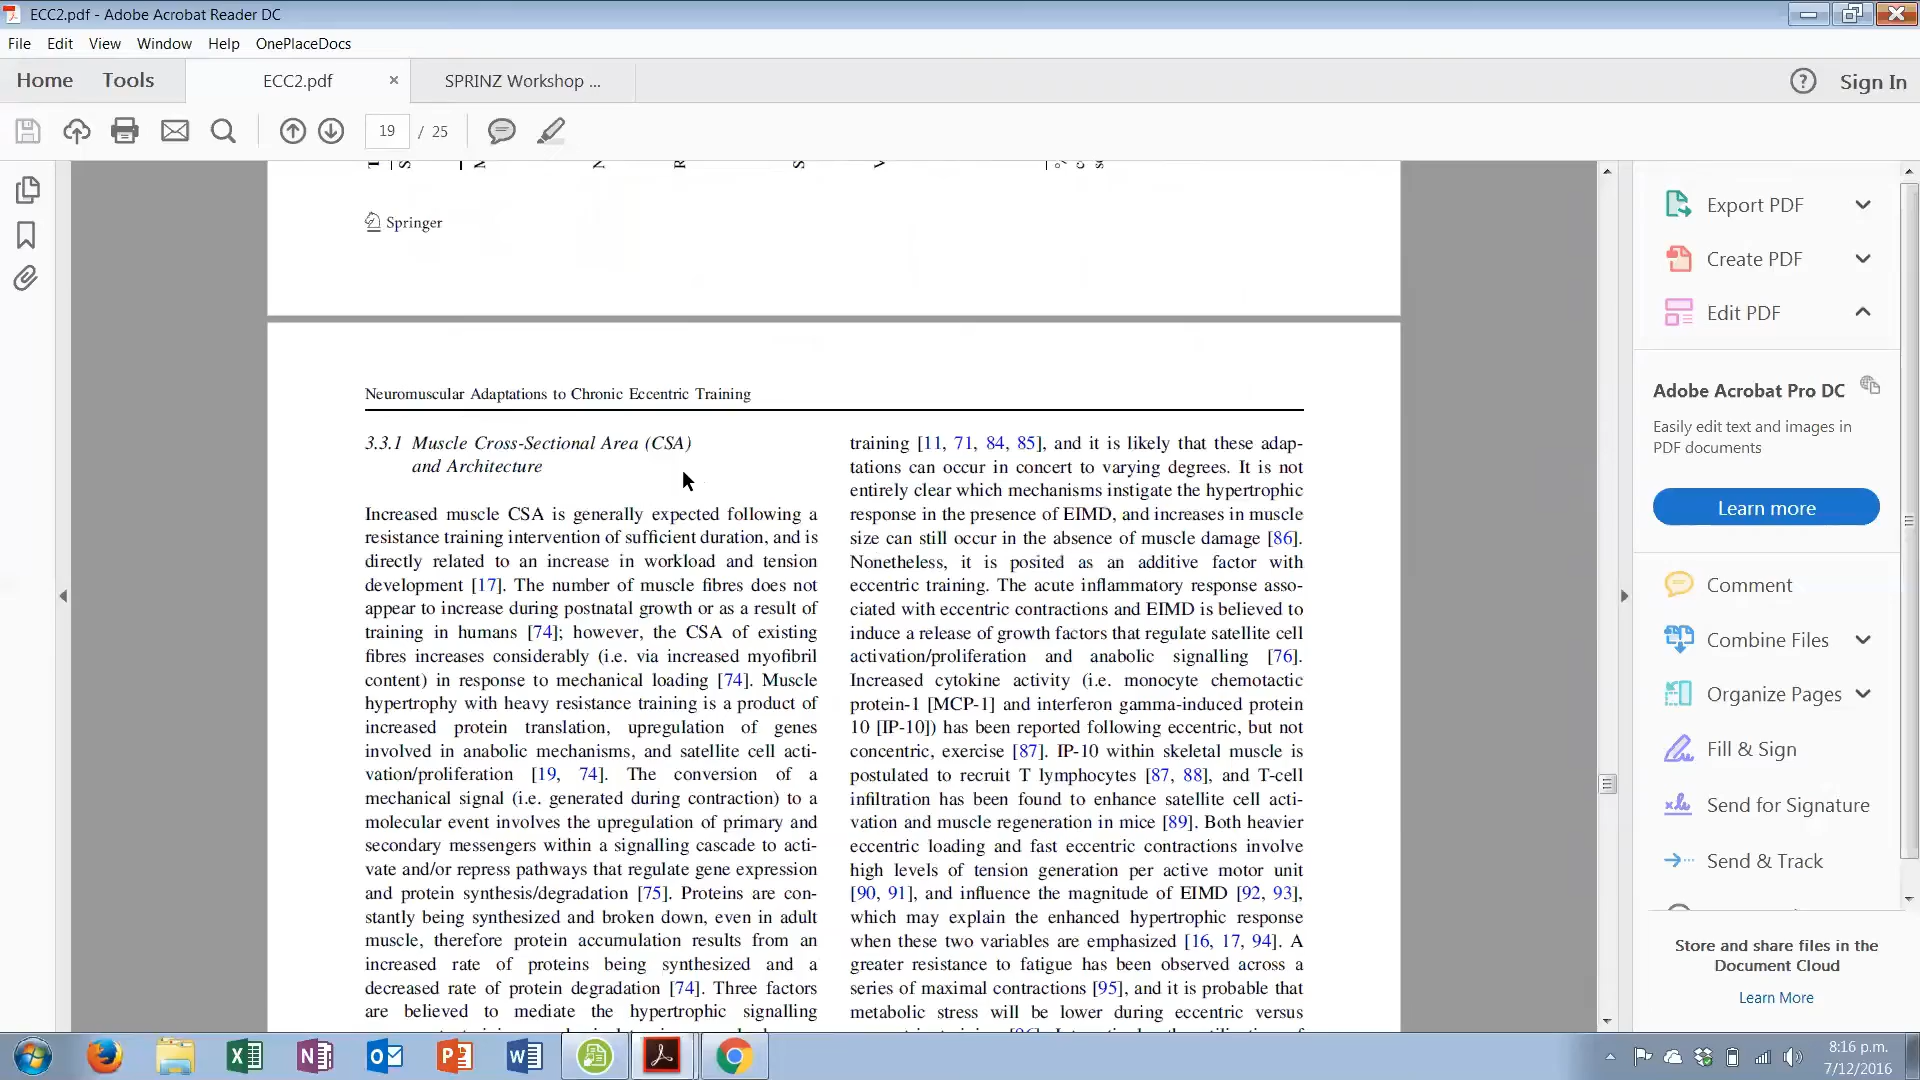 ECC2.pdf - Adobe Acrobat Reader DC
File Edit View Window Help OnePlaceDocs
Home Tools ECC2.pdf × SPRINZ Workshop ... ? Sign In
19 / 25
Springer
Neuromuscular Adaptations to Chronic Eccentric Training
3.3.1 Muscle Cross-Sectional Area (CSA)
and Architecture
Increased muscle CSA is generally expected following a
resistance training intervention of sufficient duration, and is
directly related to an increase in workload and tension
development [17]. The number of muscle fibres does not
appear to increase during postnatal growth or as a result of
training in humans [74]; however, the CSA of existing
fibres increases considerably (i.e. via increased myofibril
content) in response to mechanical loading [74]. Muscle
hypertrophy with heavy resistance training is a product of
increased protein translation, upregulation of genes
involved in anabolic mechanisms, and satellite cell acti-
vation/proliferation [19, 74]. The conversion of a
mechanical signal (i.e. generated during contraction) to a
molecular event involves the upregulation of primary and
secondary messengers within a signalling cascade to acti-
vate and/or repress pathways that regulate gene expression
and protein synthesis/degradation [75]. Proteins are con-
stantly being synthesized and broken down, even in adult
muscle, therefore protein accumulation results from an
increased rate of proteins being synthesized and a
decreased rate of protein degradation [74]. Three factors
are believed to mediate the hypertrophic signalling
training [11, 71, 84, 85], and it is likely that these adap-
tations can occur in concert to varying degrees. It is not
entirely clear which mechanisms instigate the hypertrophic
response in the presence of EIMD, and increases in muscle
size can still occur in the absence of muscle damage [86].
Nonetheless, it is posited as an additive factor with
eccentric training. The acute inflammatory response asso-
ciated with eccentric contractions and EIMD is believed to
induce a release of growth factors that regulate satellite cell
activation/proliferation and anabolic signalling [76].
Increased cytokine activity (i.e. monocyte chemotactic
protein-1 [MCP-1] and interferon gamma-induced protein
10 [IP-10]) has been reported following eccentric, but not
concentric, exercise [87]. IP-10 within skeletal muscle is
postulated to recruit T lymphocytes [87, 88], and T-cell
infiltration has been found to enhance satellite cell acti-
vation and muscle regeneration in mice [89]. Both heavier
eccentric loading and fast eccentric contractions involve
high levels of tension generation per active motor unit
[90, 91], and influence the magnitude of EIMD [92, 93],
which may explain the enhanced hypertrophic response
when these two variables are emphasized [16, 17, 94]. A
greater resistance to fatigue has been observed across a
series of maximal contractions [95], and it is probable that
metabolic stress will be lower during eccentric versus
Export PDF
Create PDF
Edit PDF
Adobe Acrobat Pro DC
Easily edit text and images in
PDF documents
Learn more
Comment
Combine Files
Organize Pages
Fill & Sign
Send for Signature
Send & Track
Store and share files in the
Document Cloud
Learn More
8:16 p.m.
7/12/2016